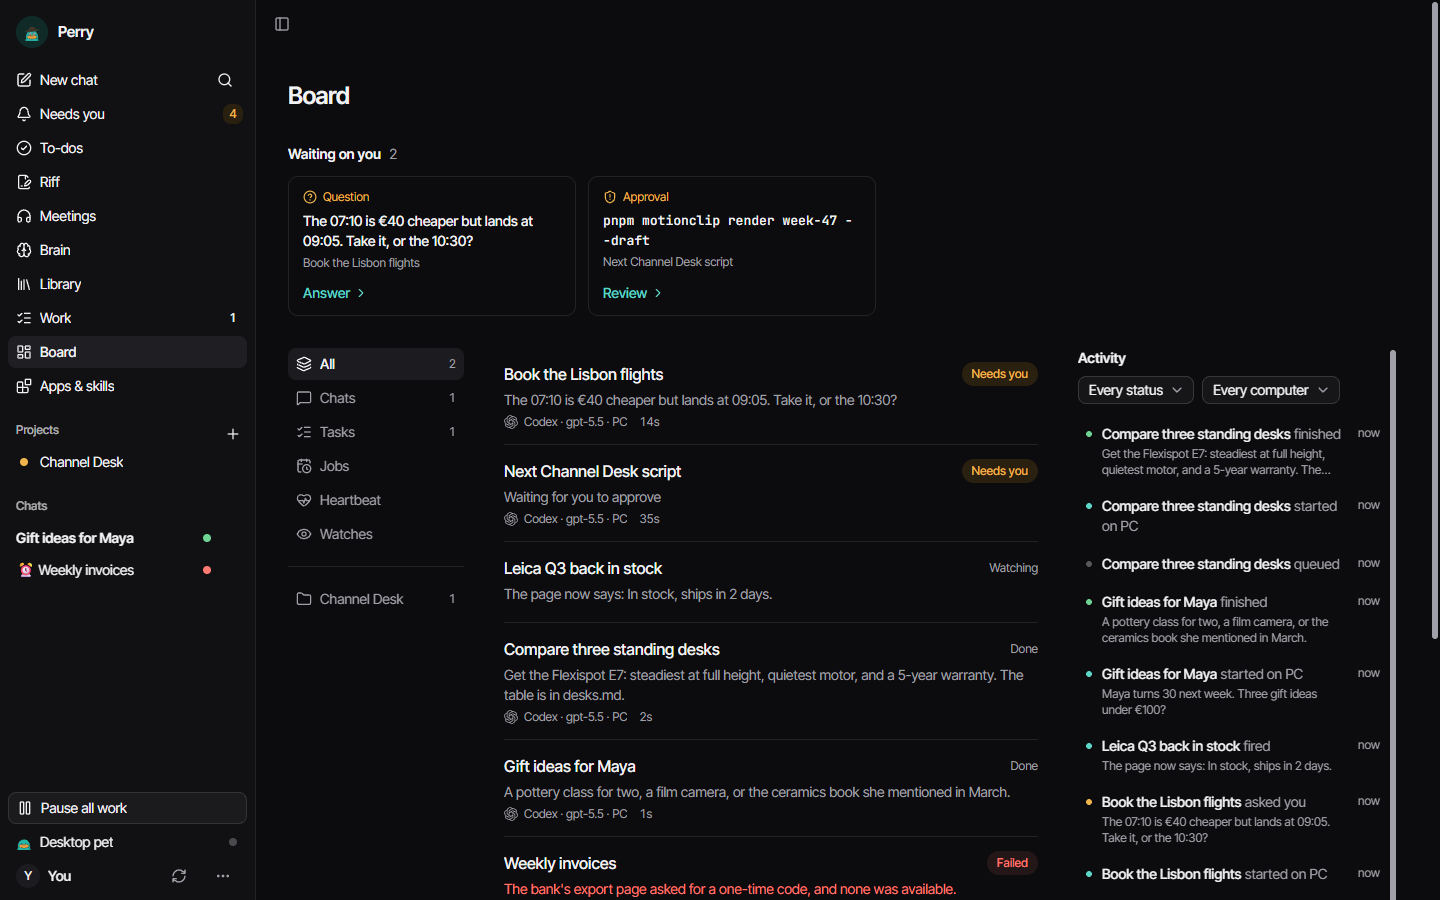 Perry
New chat
Needs you 4
To-dos
Riff
Meetings
Brain
Library
Work 1
Board
Apps & skills
Projects
Channel Desk
Chats
Gift ideas for Maya
Weekly invoices
Pause all work
Desktop pet
Y You
Board
Waiting on you 2
Question
The 07:10 is €40 cheaper but lands at
09:05. Take it, or the 10:30?
Book the Lisbon flights
Answer
Approval
pnpm motionclip render week-47 -
-draft
Next Channel Desk script
Review
All 2
Chats 1
Tasks 1
Jobs
Heartbeat
Watches
Channel Desk 1
Book the Lisbon flights Needs you
The 07:10 is €40 cheaper but lands at 09:05. Take it, or the 10:30?
Codex · gpt-5.5 · PC 14s
Next Channel Desk script Needs you
Waiting for you to approve
Codex · gpt-5.5 · PC 35s
Leica Q3 back in stock Watching
The page now says: In stock, ships in 2 days.
Compare three standing desks Done
Get the Flexispot E7: steadiest at full height, quietest motor, and a 5-year warranty. The
table is in desks.md.
Codex · gpt-5.5 · PC 2s
Gift ideas for Maya Done
A pottery class for two, a film camera, or the ceramics book she mentioned in March.
Codex · gpt-5.5 · PC 1s
Weekly invoices Failed
The bank's export page asked for a one-time code, and none was available.
Activity
Every status Every computer
Compare three standing desks finished now
Get the Flexispot E7: steadiest at full height,
quietest motor, and a 5-year warranty. The...
Compare three standing desks started now
on PC
Compare three standing desks queued now
Gift ideas for Maya finished now
A pottery class for two, a film camera, or the
ceramics book she mentioned in March.
Gift ideas for Maya started on PC now
Maya turns 30 next week. Three gift ideas
under €100?
Leica Q3 back in stock fired now
The page now says: In stock, ships in 2 days.
Book the Lisbon flights asked you now
The 07:10 is €40 cheaper but lands at 09:05.
Take it, or the 10:30?
Book the Lisbon flights started on PC now